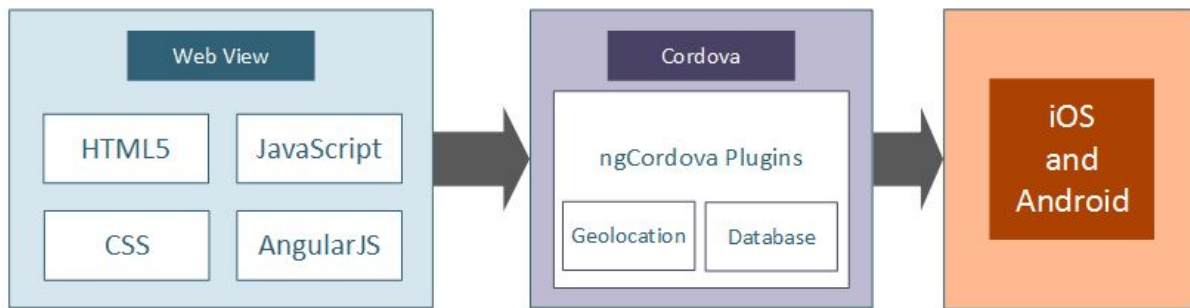 Web View
HTML5
JavaScript
CSS
AngularJS
Cordova
ngCordova Plugins
Geolocation
Database
iOS
and
Android